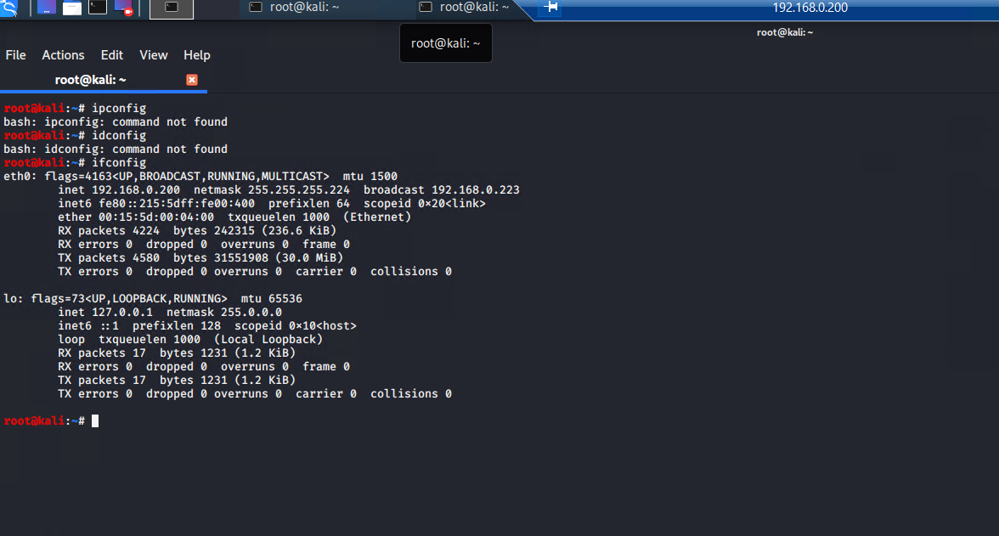 root@kali: ~ root@kali: ~ 192.168.0.200
root@kali: ~
root@kali: ~
File Actions Edit View Help
root@kali: ~
root@kali:~# ipconfig
bash: ipconfig: command not found
root@kali:~# idconfig
bash: idconfig: command not found
root@kali:~# ifconfig
eth0: flags=4163<UP,BROADCAST,RUNNING,MULTICAST>  mtu 1500
        inet 192.168.0.200  netmask 255.255.255.224  broadcast 192.168.0.223
        inet6 fe80::215:5dff:fe00:400  prefixlen 64  scopeid 0×20<link>
        ether 00:15:5d:00:04:00  txqueuelen 1000  (Ethernet)
        RX packets 4224  bytes 242315 (236.6 KiB)
        RX errors 0  dropped 0  overruns 0  frame 0
        TX packets 4580  bytes 31551908 (30.0 MiB)
        TX errors 0  dropped 0 overruns 0  carrier 0  collisions 0
lo: flags=73<UP,LOOPBACK,RUNNING>  mtu 65536
        inet 127.0.0.1  netmask 255.0.0.0
        inet6 ::1  prefixlen 128  scopeid 0×10<host>
        loop  txqueuelen 1000  (Local Loopback)
        RX packets 17  bytes 1231 (1.2 KiB)
        RX errors 0  dropped 0  overruns 0  frame 0
        TX packets 17  bytes 1231 (1.2 KiB)
        TX errors 0  dropped 0 overruns 0  carrier 0  collisions 0
root@kali:~#